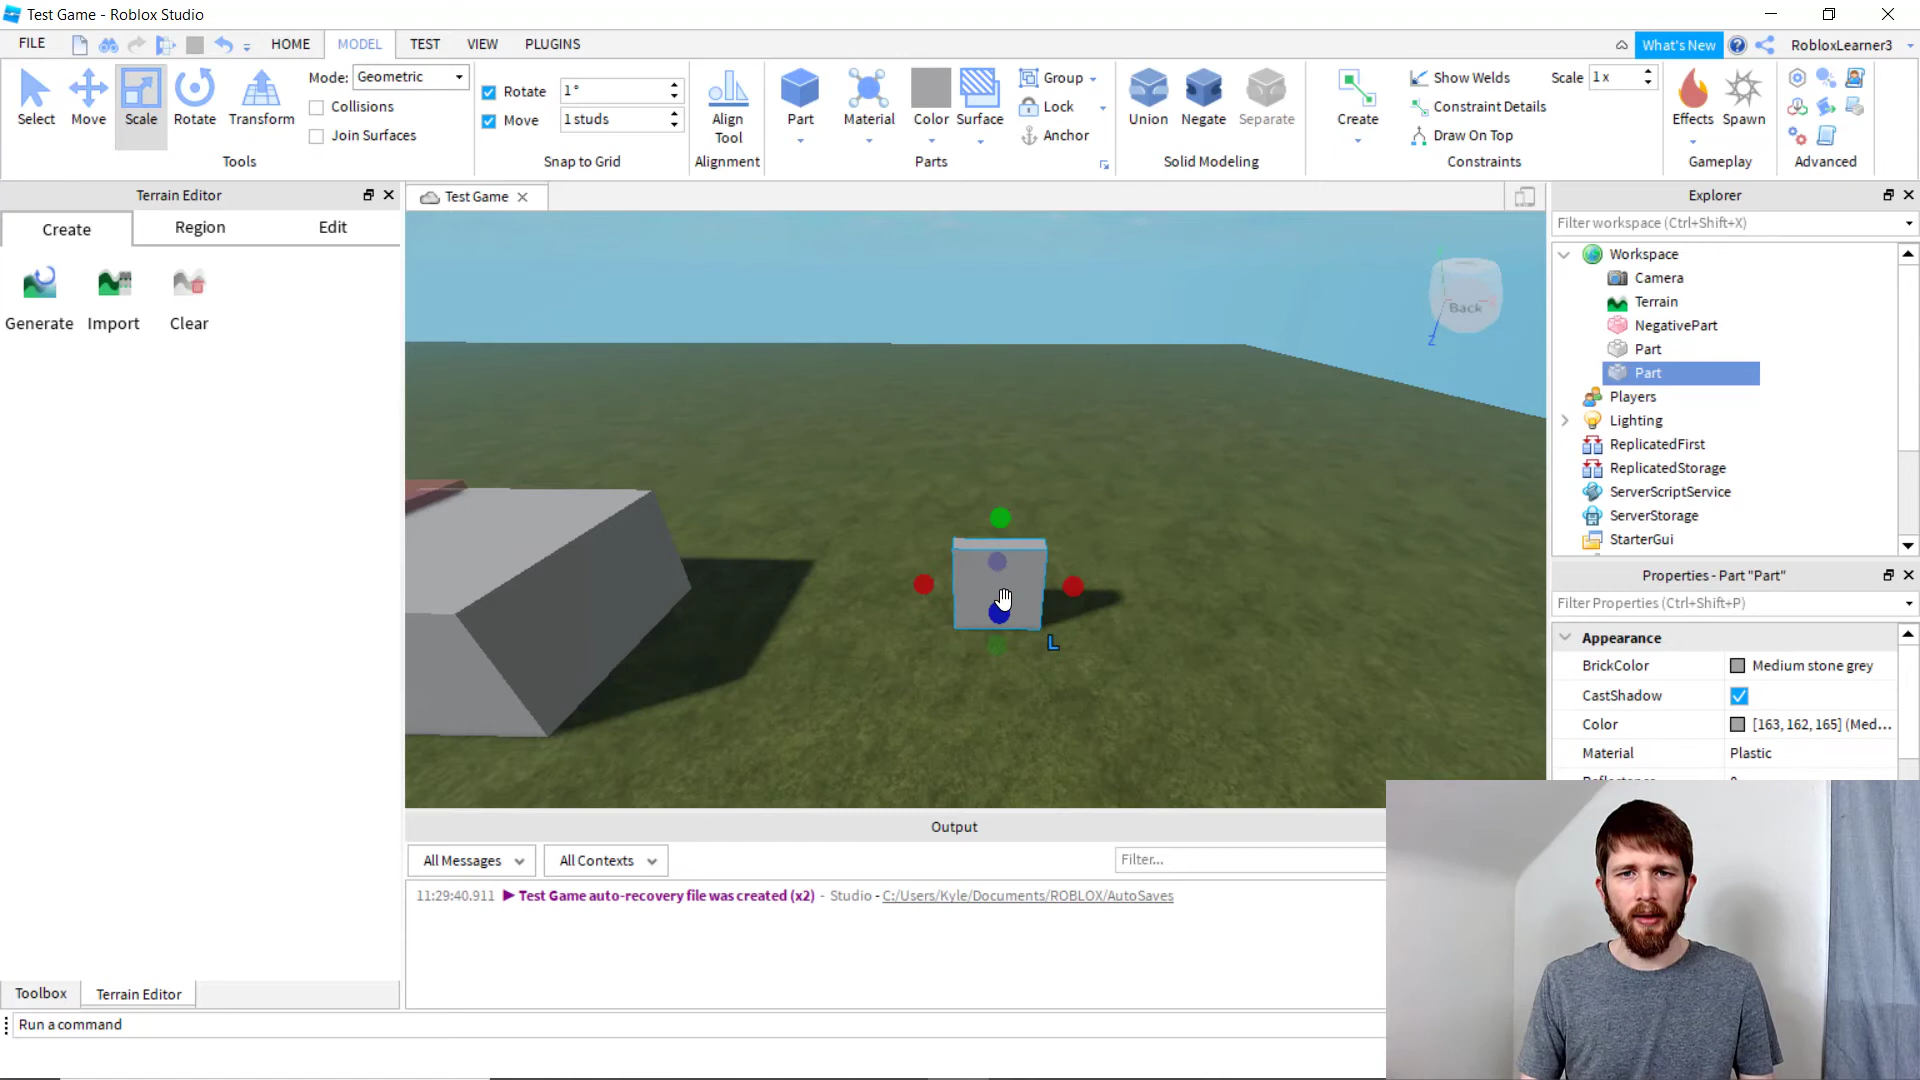 Test Game - Roblox Studio
FILE
HOME
MODEL
TEST
VIEW
PLUGINS
What's New
RobloxLearner3
Select
Move
Scale
Rotate
Transform
Mode: Geometric
Collisions
Join Surfaces
Tools
Rotate 1°
Move 1 studs
Snap to Grid
Align Tool
Alignment
Part
Material
Color
Surface
Group
Lock
Anchor
Parts
Union
Negate
Separate
Solid Modeling
Create
Show Welds
Scale 1 x
Constraint Details
Draw On Top
Constraints
Effects
Spawn
Gameplay
Advanced
Terrain Editor
Create
Region
Edit
Generate
Import
Clear
Test Game
Back
Z
L
Explorer
Filter workspace (Ctrl+Shift+X)
Workspace
Camera
Terrain
NegativePart
Part
Part
Players
Lighting
ReplicatedFirst
ReplicatedStorage
ServerScriptService
ServerStorage
StarterGui
Properties - Part "Part"
Filter Properties (Ctrl+Shift+P)
Appearance
BrickColor Medium stone grey
CastShadow
Color [163, 162, 165] (Med...
Material Plastic
Output
All Messages
All Contexts
Filter...
11:29:40.911 Test Game auto-recovery file was created (x2) - Studio - C:/Users/Kyle/Documents/ROBLOX/AutoSaves
Toolbox
Terrain Editor
Run a command